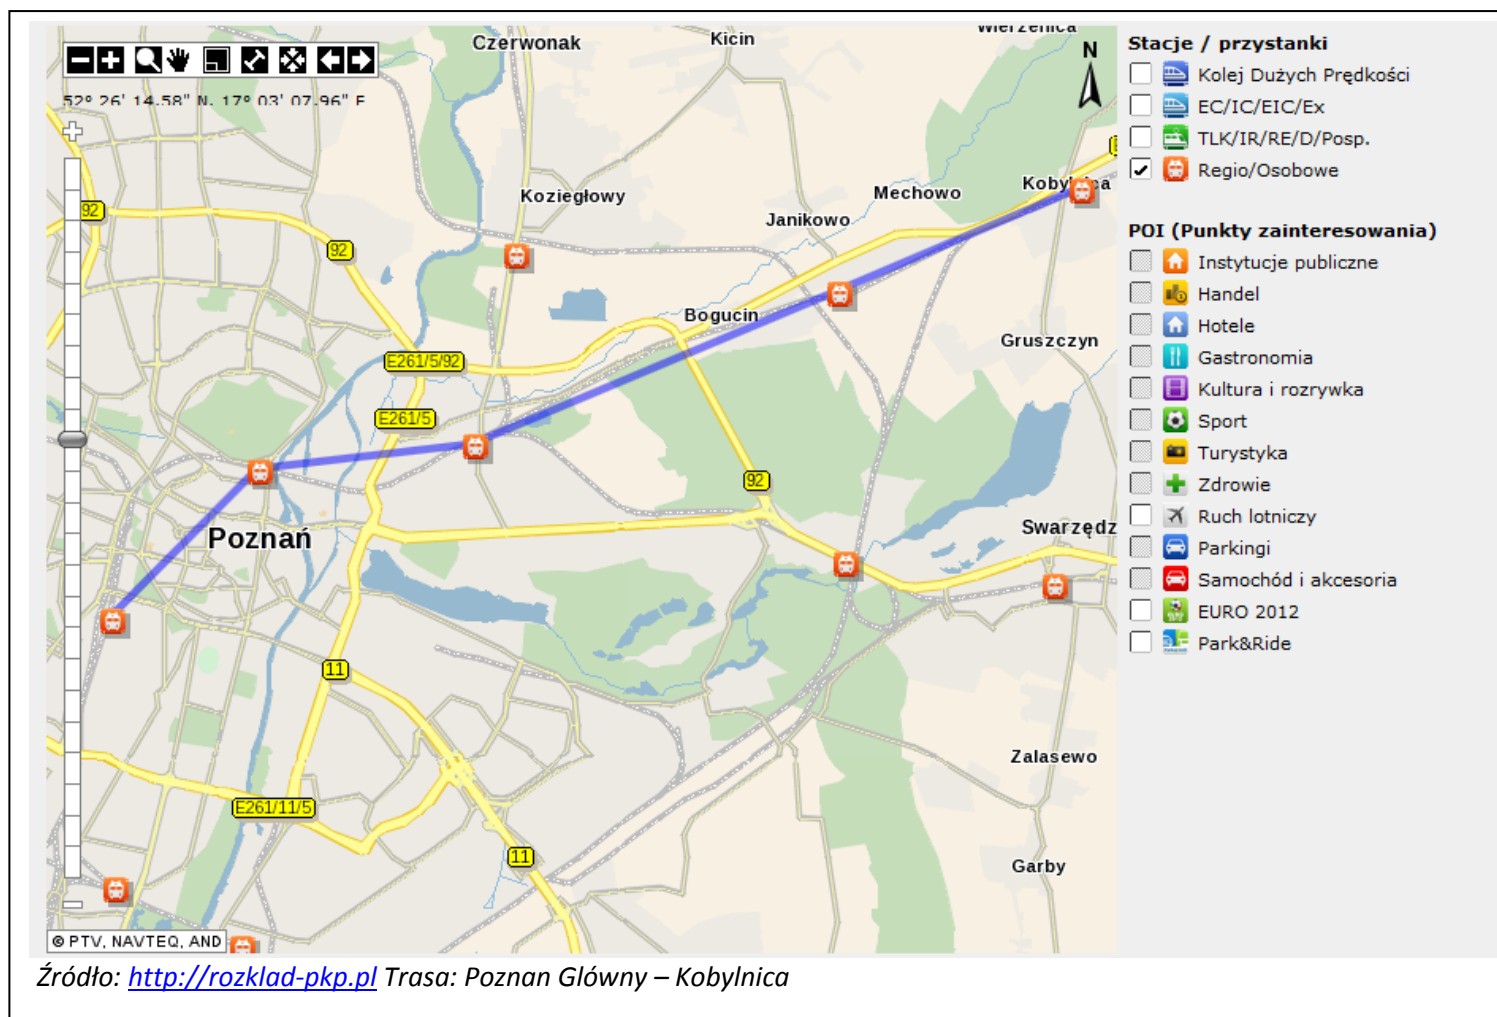 Czerwonak
Kicin
Wierzenica
N
52° 26' 14.58" N, 17° 03' 07.96" E
92
92
Koziegłowy
Janikowo
Mechowo
Kobylnica
Bogucin
Gruszczyn
E261/5/92
E261/5
92
Poznań
Swarzędz
11
Zalasewo
E261/11/5
11
Garby
© PTV, NAVTEQ, AND
Stacje / przystanki
Kolej Dużych Prędkości
EC/IC/EIC/Ex
TLK/IR/RE/D/Posp.
Regio/Osobowe
POI (Punkty zainteresowania)
Instytucje publiczne
Handel
Hotele
Gastronomia
Kultura i rozrywka
Sport
Turystyka
Zdrowie
Ruch lotniczy
Parkingi
Samochód i akcesoria
EURO 2012
Park&Ride
Źródło: http://rozklad-pkp.pl Trasa: Poznan Glówny – Kobylnica